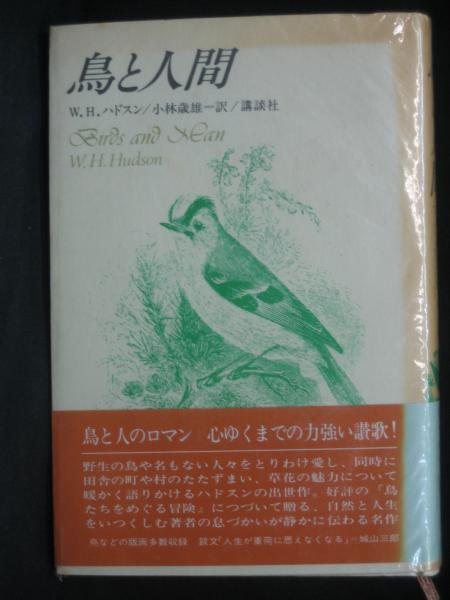 鳥と人間
W. H. ハドスン/小林歳雄一訳/講談社
Birds and Man
W. H. Hudson
鳥と人のロマン 心ゆくまでの力強い讃歌!
野生の鳥や名もない人々をとりわけ愛し、同時に
田舎の町や村のたたずまい、草花の魅力について
暖かく語りかけるハドスンの出世作。好評の『鳥
たちをめぐる冒険』につづいて贈る、自然と人生
をいつくしむ著者の息づかいが静かに伝わる名作
鳥などの版画多数収録 跋文「人生が重荷に思えなくなる」=城山三郎